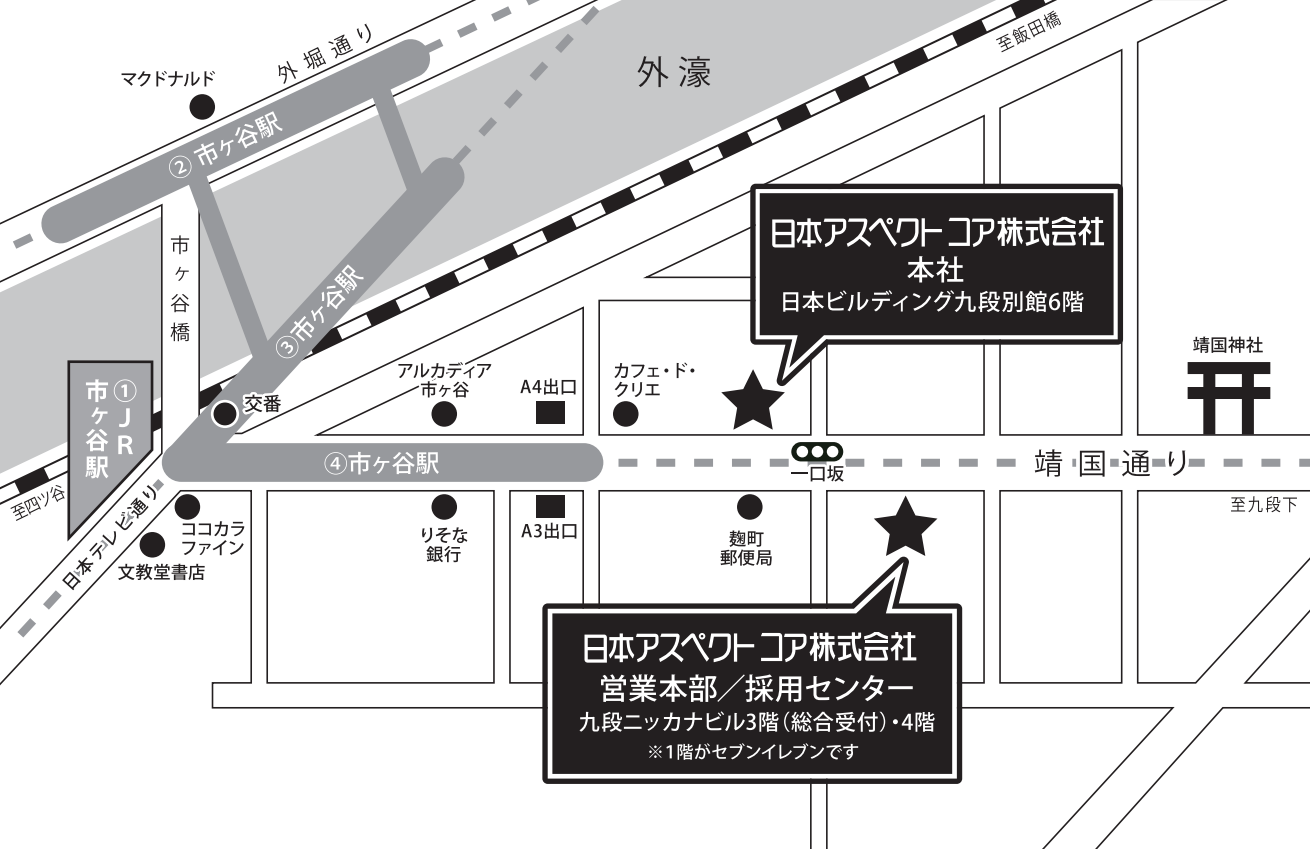 外堀通り
至飯田橋
外濠
マクドナルド
②市ヶ谷駅
日本アスペクトコア株式会社
本社
日本ビルディング九段別館6階
市ヶ谷橋
③市ヶ谷駅
靖国神社
①JR
市ヶ谷駅
交番
アルカディア
市ヶ谷
A4出口
カフェ・ド・
クリエ
④市ヶ谷駅
一口坂
靖国通り
至四ツ谷
日本テレビ通り
ココカラ
ファイン
文教堂書店
りそな
銀行
A3出口
麹町
郵便局
至九段下
日本アスペクトコア株式会社
営業本部／採用センター
九段ニッカナビル3階(総合受付)・4階
※1階がセブンイレブンです